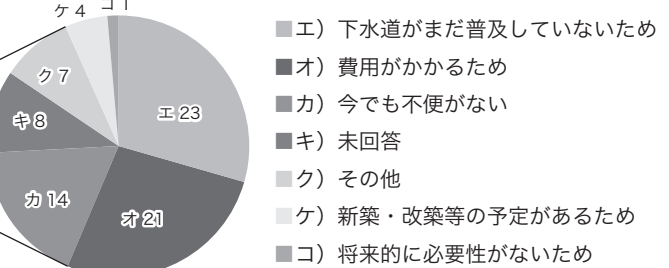 ケ 4
コ 1
ク 7
キ 8
カ 14
オ 21
エ 23
■エ）下水道がまだ普及していないため
■オ）費用がかかるため
■カ）今でも不便がない
■キ）未回答
■ク）その他
■ケ）新築・改築等の予定があるため
■コ）将来的に必要性がないため